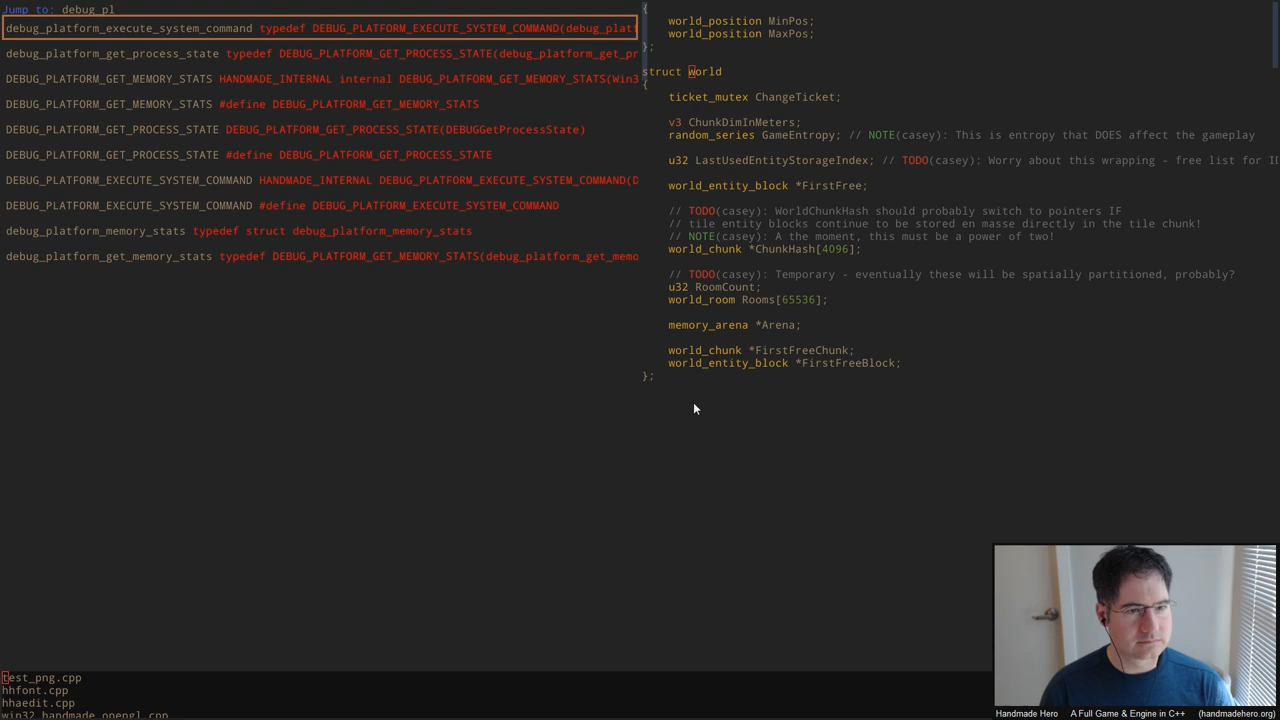 Jump to: debug_pl
debug_platform_execute_system_command typedef DEBUG_PLATFORM_EXECUTE_SYSTEM_COMMAND(debug_platf
debug_platform_get_process_state typedef DEBUG_PLATFORM_GET_PROCESS_STATE(debug_platform_get_pr
DEBUG_PLATFORM_GET_MEMORY_STATS HANDMADE_INTERNAL internal DEBUG_PLATFORM_GET_MEMORY_STATS(Win3
DEBUG_PLATFORM_GET_MEMORY_STATS #define DEBUG_PLATFORM_GET_MEMORY_STATS
DEBUG_PLATFORM_GET_PROCESS_STATE DEBUG_PLATFORM_GET_PROCESS_STATE(DEBUGGetProcessState)
DEBUG_PLATFORM_GET_PROCESS_STATE #define DEBUG_PLATFORM_GET_PROCESS_STATE
DEBUG_PLATFORM_EXECUTE_SYSTEM_COMMAND HANDMADE_INTERNAL DEBUG_PLATFORM_EXECUTE_SYSTEM_COMMAND(D
DEBUG_PLATFORM_EXECUTE_SYSTEM_COMMAND #define DEBUG_PLATFORM_EXECUTE_SYSTEM_COMMAND
debug_platform_memory_stats typedef struct debug_platform_memory_stats
debug_platform_get_memory_stats typedef DEBUG_PLATFORM_GET_MEMORY_STATS(debug_platform_get_memo
{
world_position MinPos;
world_position MaxPos;
};
struct world
{
ticket_mutex ChangeTicket;
v3 ChunkDimInMeters;
random_series GameEntropy; // NOTE(casey): This is entropy that DOES affect the gameplay
u32 LastUsedEntityStorageIndex; // TODO(casey): Worry about this wrapping - free list for ID
world_entity_block *FirstFree;
// TODO(casey): WorldChunkHash should probably switch to pointers IF
// tile entity blocks continue to be stored en masse directly in the tile chunk!
// NOTE(casey): A the moment, this must be a power of two!
world_chunk *ChunkHash[4096];
// TODO(casey): Temporary - eventually these will be spatially partitioned, probably?
u32 RoomCount;
world_room Rooms[65536];
memory_arena *Arena;
world_chunk *FirstFreeChunk;
world_entity_block *FirstFreeBlock;
};
test_png.cpp
hhfont.cpp
hhaedit.cpp
win32_handmade_opengl.cpp
Handmade Hero A Full Game & Engine in C++ (handmadehero.org)